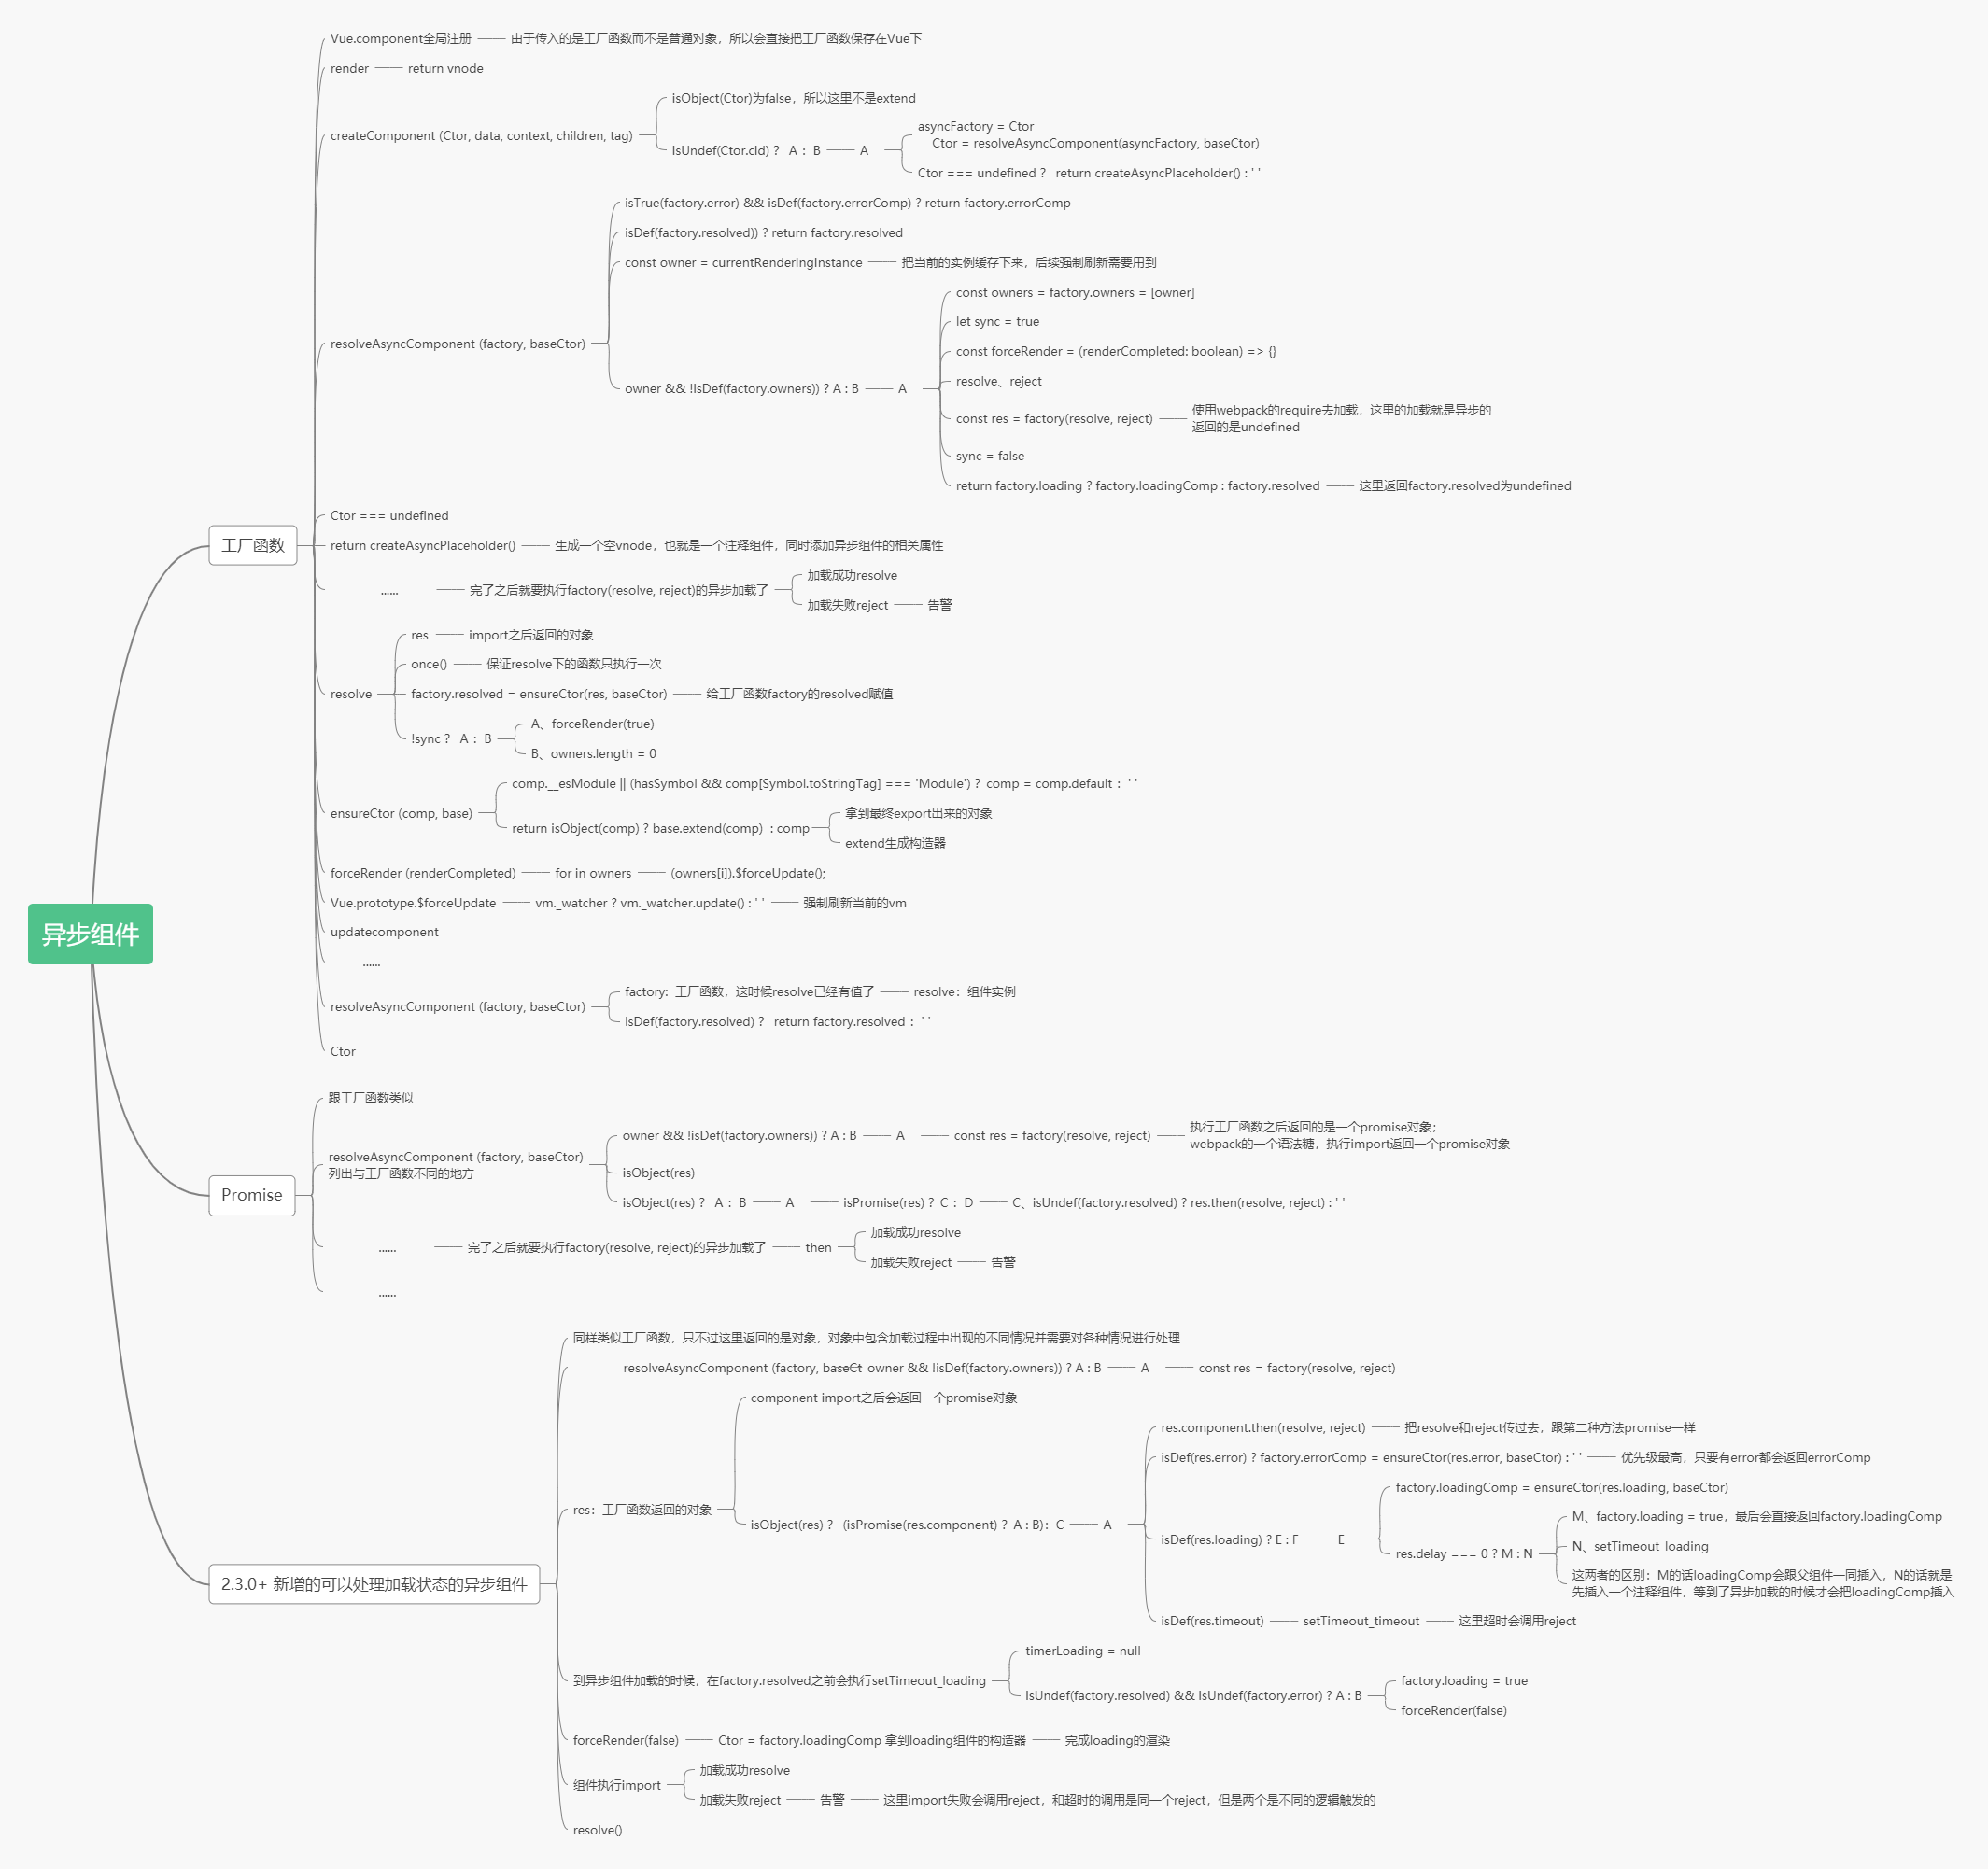 异步组件
工厂函数
Vue.component全局注册
由于传入的是工厂函数而不是普通对象，所以会直接把工厂函数保存在Vue下
render
return vnode
createComponent (Ctor, data, context, children, tag)
isObject(Ctor)为false，所以这里不是extend
isUndef(Ctor.cid) ? A : B
A
asyncFactory = Ctor
Ctor = resolveAsyncComponent(asyncFactory, baseCtor)
Ctor === undefined ? return createAsyncPlaceholder() : ' '
resolveAsyncComponent (factory, baseCtor)
isTrue(factory.error) && isDef(factory.errorComp) ? return factory.errorComp
isDef(factory.resolved)) ? return factory.resolved
const owner = currentRenderingInstance
把当前的实例缓存下来，后续强制刷新需要用到
owner && !isDef(factory.owners)) ? A : B
A
const owners = factory.owners = [owner]
let sync = true
const forceRender = (renderCompleted: boolean) => {}
resolve、reject
const res = factory(resolve, reject)
使用webpack的require去加载，这里的加载就是异步的
返回的是undefined
sync = false
return factory.loading ? factory.loadingComp : factory.resolved
这里返回factory.resolved为undefined
Ctor === undefined
return createAsyncPlaceholder()
生成一个空vnode，也就是一个注释组件，同时添加异步组件的相关属性
......
完了之后就要执行factory(resolve, reject)的异步加载了
加载成功resolve
加载失败reject
告警
resolve
res
import之后返回的对象
once()
保证resolve下的函数只执行一次
factory.resolved = ensureCtor(res, baseCtor)
给工厂函数factory的resolved赋值
!sync ? A : B
A、forceRender(true)
B、owners.length = 0
ensureCtor (comp, base)
comp.__esModule || (hasSymbol && comp[Symbol.toStringTag] === 'Module') ? comp = comp.default : ' '
return isObject(comp) ? base.extend(comp) : comp
拿到最终export出来的对象
extend生成构造器
forceRender (renderCompleted)
for in owners
(owners[i]).$forceUpdate();
Vue.prototype.$forceUpdate
vm._watcher ? vm._watcher.update() : ' '
强制刷新当前的vm
updatecomponent
......
resolveAsyncComponent (factory, baseCtor)
factory: 工厂函数，这时候resolve已经有值了
resolve：组件实例
isDef(factory.resolved) ? return factory.resolved : ' '
Ctor
Promise
跟工厂函数类似
resolveAsyncComponent (factory, baseCtor)
列出与工厂函数不同的地方
owner && !isDef(factory.owners)) ? A : B
A
const res = factory(resolve, reject)
执行工厂函数之后返回的是一个promise对象；
webpack的一个语法糖，执行import返回一个promise对象
isObject(res)
isObject(res) ? A : B
A
isPromise(res) ? C : D
C、isUndef(factory.resolved) ? res.then(resolve, reject) : ' '
......
完了之后就要执行factory(resolve, reject)的异步加载了
then
加载成功resolve
加载失败reject
告警
......
2.3.0+ 新增的可以处理加载状态的异步组件
同样类似工厂函数，只不过这里返回的是对象，对象中包含加载过程中出现的不同情况并需要对各种情况进行处理
resolveAsyncComponent (factory, baseCt
owner && !isDef(factory.owners)) ? A : B
A
const res = factory(resolve, reject)
res：工厂函数返回的对象
component import之后会返回一个promise对象
isObject(res) ? （isPromise(res.component) ? A : B)：C
A
res.component.then(resolve, reject)
把resolve和reject传过去，跟第二种方法promise一样
isDef(res.error) ? factory.errorComp = ensureCtor(res.error, baseCtor) : ' '
优先级最高，只要有error都会返回errorComp
isDef(res.loading) ? E : F
E
factory.loadingComp = ensureCtor(res.loading, baseCtor)
res.delay === 0 ? M : N
M、factory.loading = true，最后会直接返回factory.loadingComp
N、setTimeout_loading
这两者的区别：M的话loadingComp会跟父组件一同插入，N的话就是
先插入一个注释组件，等到了异步加载的时候才会把loadingComp插入
isDef(res.timeout)
setTimeout_timeout
这里超时会调用reject
到异步组件加载的时候，在factory.resolved之前会执行setTimeout_loading
timerLoading = null
isUndef(factory.resolved) && isUndef(factory.error) ? A : B
factory.loading = true
forceRender(false)
forceRender(false)
Ctor = factory.loadingComp 拿到loading组件的构造器
完成loading的渲染
组件执行import
加载成功resolve
加载失败reject
告警
这里import失败会调用reject，和超时的调用是同一个reject，但是两个是不同的逻辑触发的
resolve()